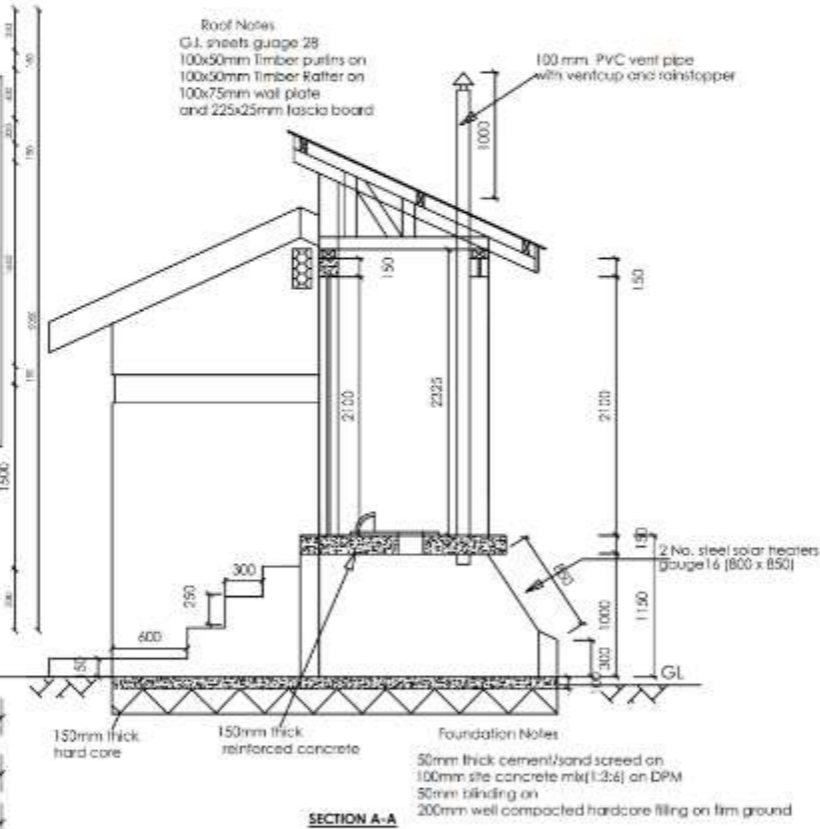 Roof Notes
G.I. sheets guage 28
100x50mm Timber purlins on
100x50mm Timber Rafter on
100x75mm wall plate
and 225x25mm fascia board
100 mm PVC vent pipe
with ventcup and rainstopper
1000
150
150
2100
2325
2100
150
2 No. steel solar heaters
gouge16 (800 x 850)
850
1000
1150
300
300
250
600
150
1500
GL
150mm thick
hard core
150mm thick
reinforced concrete
Foundation Notes
50mm thick cement/sand screed on
100mm site concrete mix(1:3:6) on DPM
50mm blinding on
200mm well compacted hardcore filling on firm ground
SECTION A-A